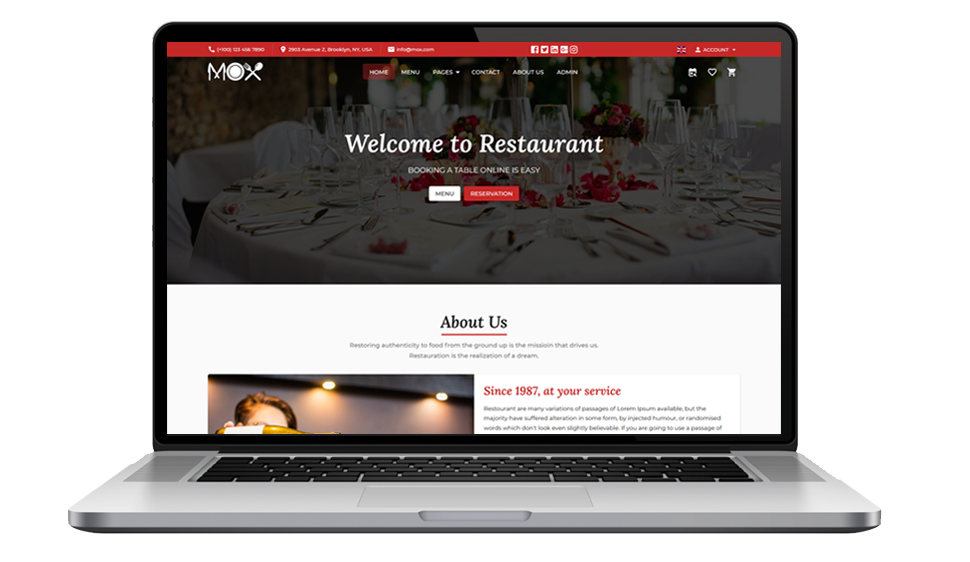 (+100) 123 456 7890
2903 Avenue Z, Brooklyn, NY, USA
info@mox.com
ACCOUNT
MOX
HOME
MENU
PAGES
CONTACT
ABOUT US
ADMIN
Welcome to Restaurant
BOOKING A TABLE ONLINE IS EASY
MENU
RESERVATION
About Us
Restoring authenticity to food from the ground up is the missioin that drives us.
Restauration is the realization of a dream.
Since 1987, at your service
Restaurant are many variations of passages of Lorem Ipsum available, but the
majority have suffered alteration in some form, by injected humour, or randomised
words which don't look even slightly believable. If you are going to use a passage of